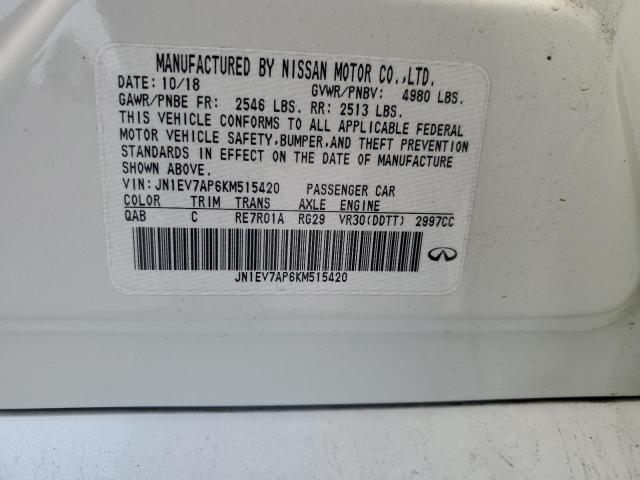 MANUFACTURED BY NISSAN MOTOR CO.,LTD.
DATE: 10/18 GVWR/PNBV: 4980 LBS.
GAWR/PNBE FR: 2546 LBS. RR: 2513 LBS.
THIS VEHICLE CONFORMS TO ALL APPLICABLE FEDERAL
MOTOR VEHICLE SAFETY,BUMPER,AND THEFT PREVENTION
STANDARDS IN EFFECT ON THE DATE OF MANUFACTURE
SHOWN ABOVE.
VIN:JN1EV7AP6KM515420 PASSENGER CAR
COLOR TRIM TRANS AXLE ENGINE
QAB C RE7R01A RG29 VR30(DDTT) 2997CC
JN1EV7AP6KM515420